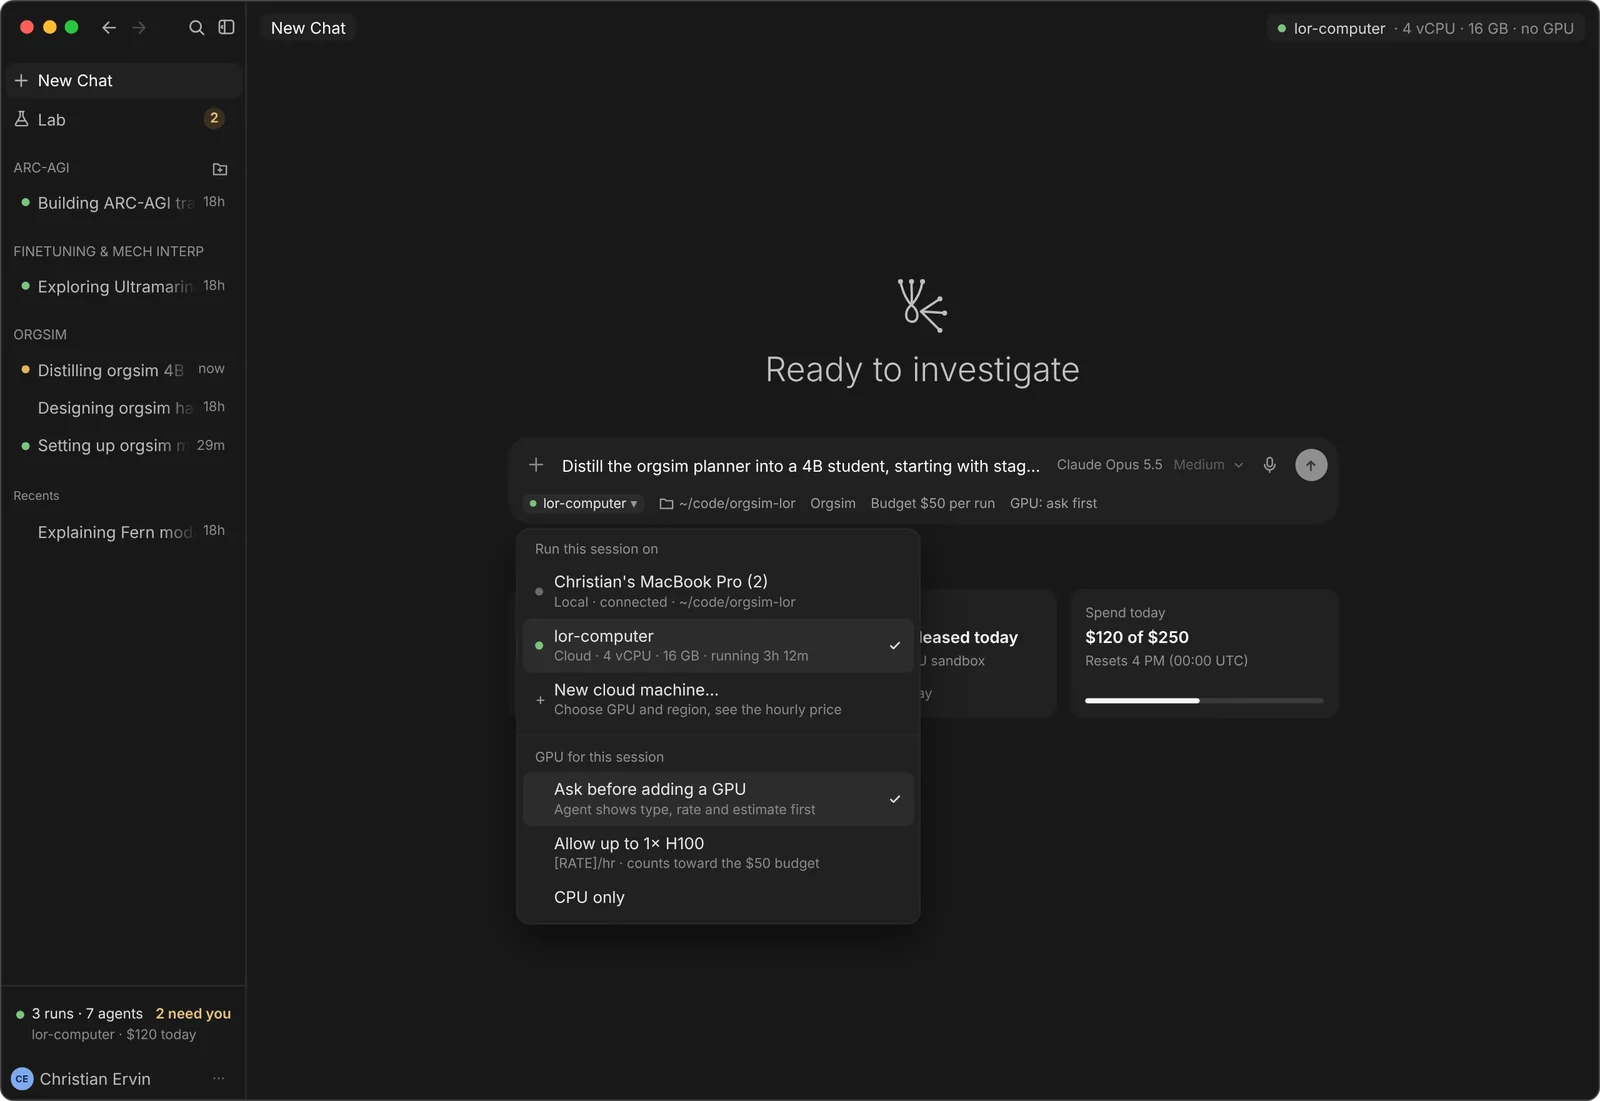 New Chat
lor-computer · 4 vCPU · 16 GB · no GPU
New Chat
Lab
2
ARC-AGI
Building ARC-AGI tra
18h
FINETUNING & MECH INTERP
Exploring Ultramarin
18h
ORGSIM
Distilling orgsim 4B
now
Designing orgsim ha
18h
Setting up orgsim m
29m
Recents
Explaining Fern mod
18h
3 runs · 7 agents 2 need you
lor-computer · $120 today
CE Christian Ervin
Ready to investigate
Distill the orgsim planner into a 4B student, starting with stag...
Claude Opus 5.5 Medium
lor-computer ▾ ~/code/orgsim-lor Orgsim Budget $50 per run GPU: ask first
Run this session on
Christian's MacBook Pro (2)
Local · connected · ~/code/orgsim-lor
lor-computer
Cloud · 4 vCPU · 16 GB · running 3h 12m
New cloud machine...
Choose GPU and region, see the hourly price
GPU for this session
Ask before adding a GPU
Agent shows type, rate and estimate first
Allow up to 1× H100
[RATE]/hr · counts toward the $50 budget
CPU only
leased today
sandbox
ay
Spend today
$120 of $250
Resets 4 PM (00:00 UTC)